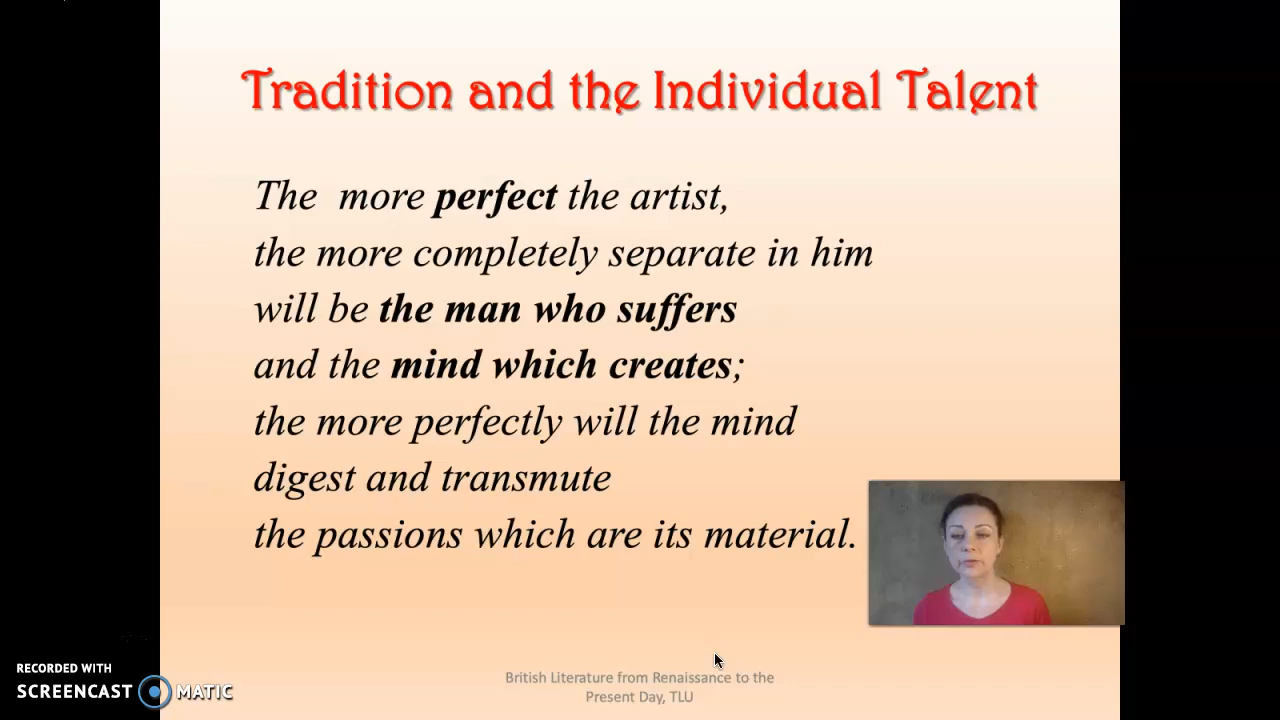 Tradition and the Individual Talent
The more perfect the artist,
the more completely separate in him
will be the man who suffers
and the mind which creates;
the more perfectly will the mind
digest and transmute
the passions which are its material.
RECORDED WITH
SCREENCAST MATIC
British Literature from Renaissance to the
Present Day, TLU